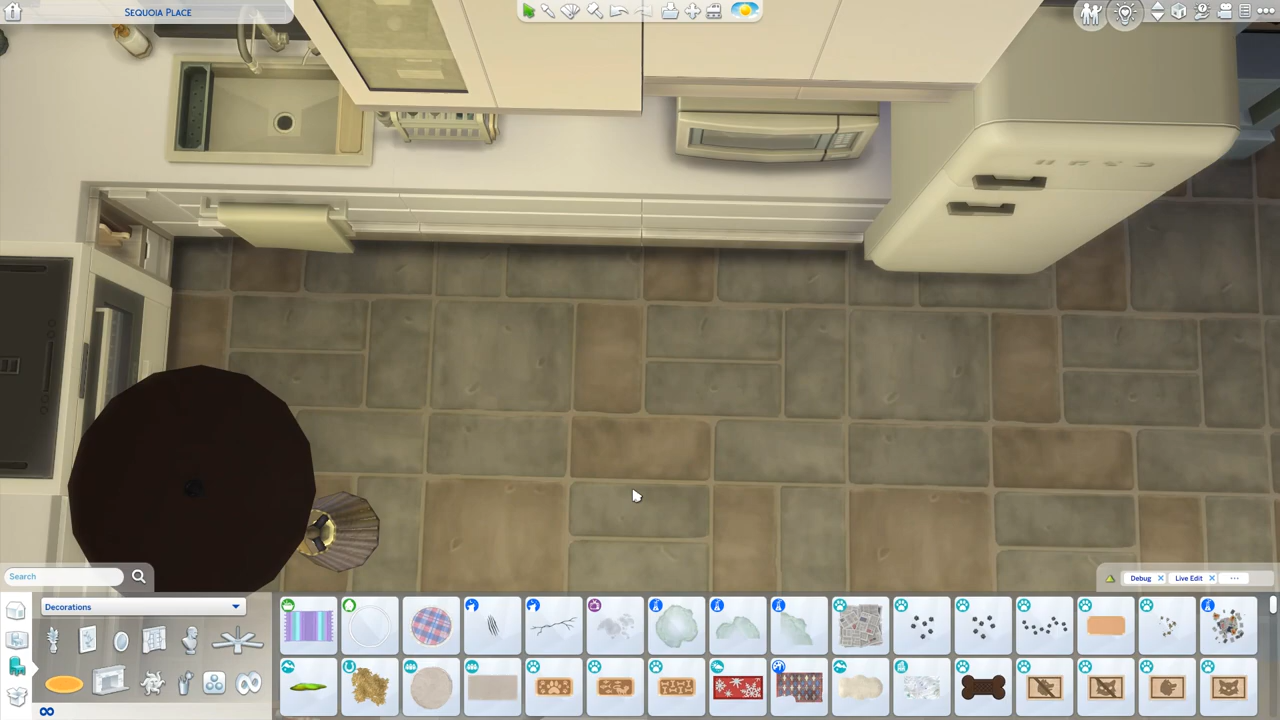 SEQUOIA PLACE
Search
Debug
Live Edit
Decorations